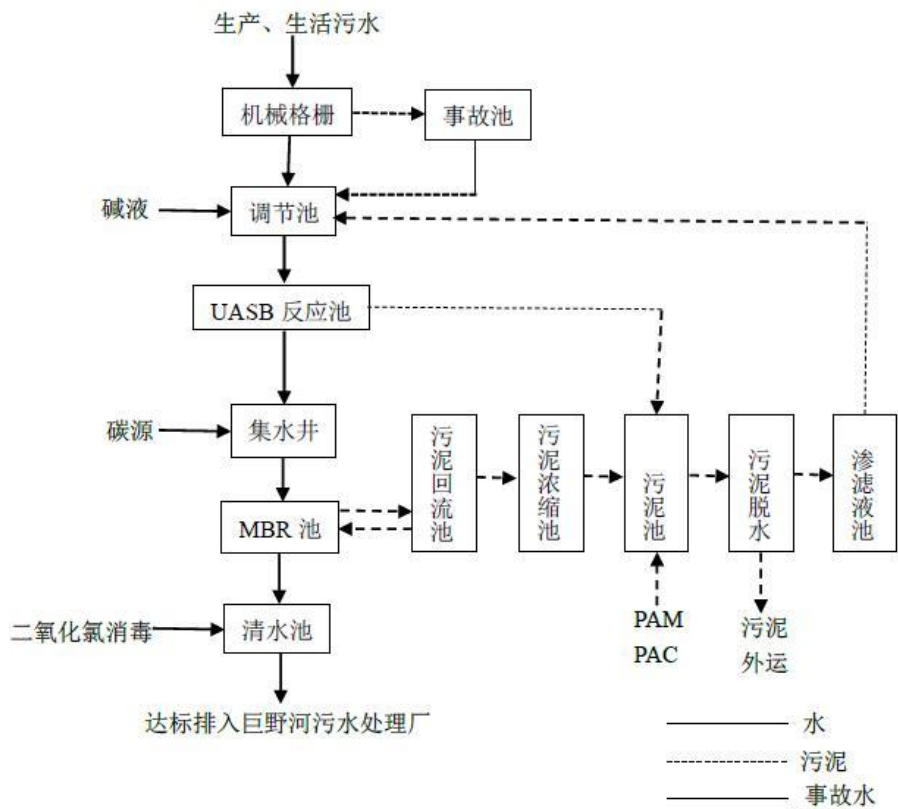 生产、生活污水
机械格栅
事故池
碱液
调节池
UASB 反应池
碳源
集水井
污泥回流池
污泥浓缩池
污泥池
污泥脱水
渗滤液池
MBR 池
二氧化氯消毒
清水池
PAM
PAC
污泥
外运
达标排入巨野河污水处理厂
水
污泥
事故水